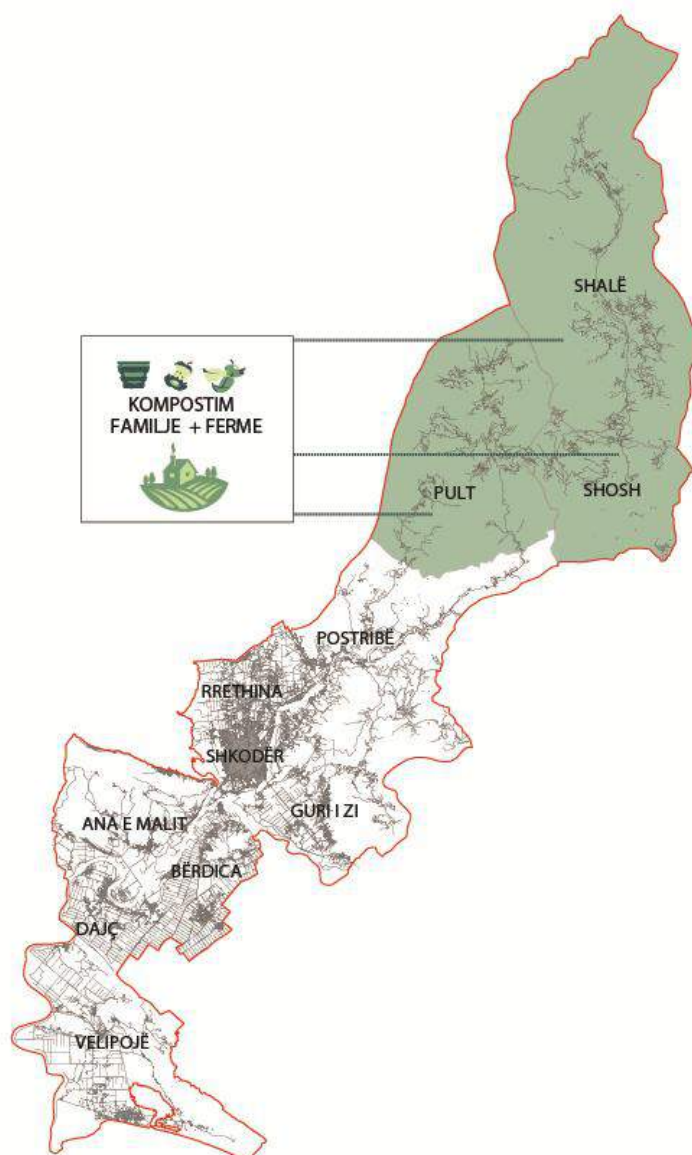 SHALË
KOMPOSTIM
FAMILJE + FERME
PULT
SHOSH
POSTRIBË
RRETHINA
SHKODËR
GURI I ZI
ANA E MALIT
BËRDICA
DAJÇ
VELIPOJË